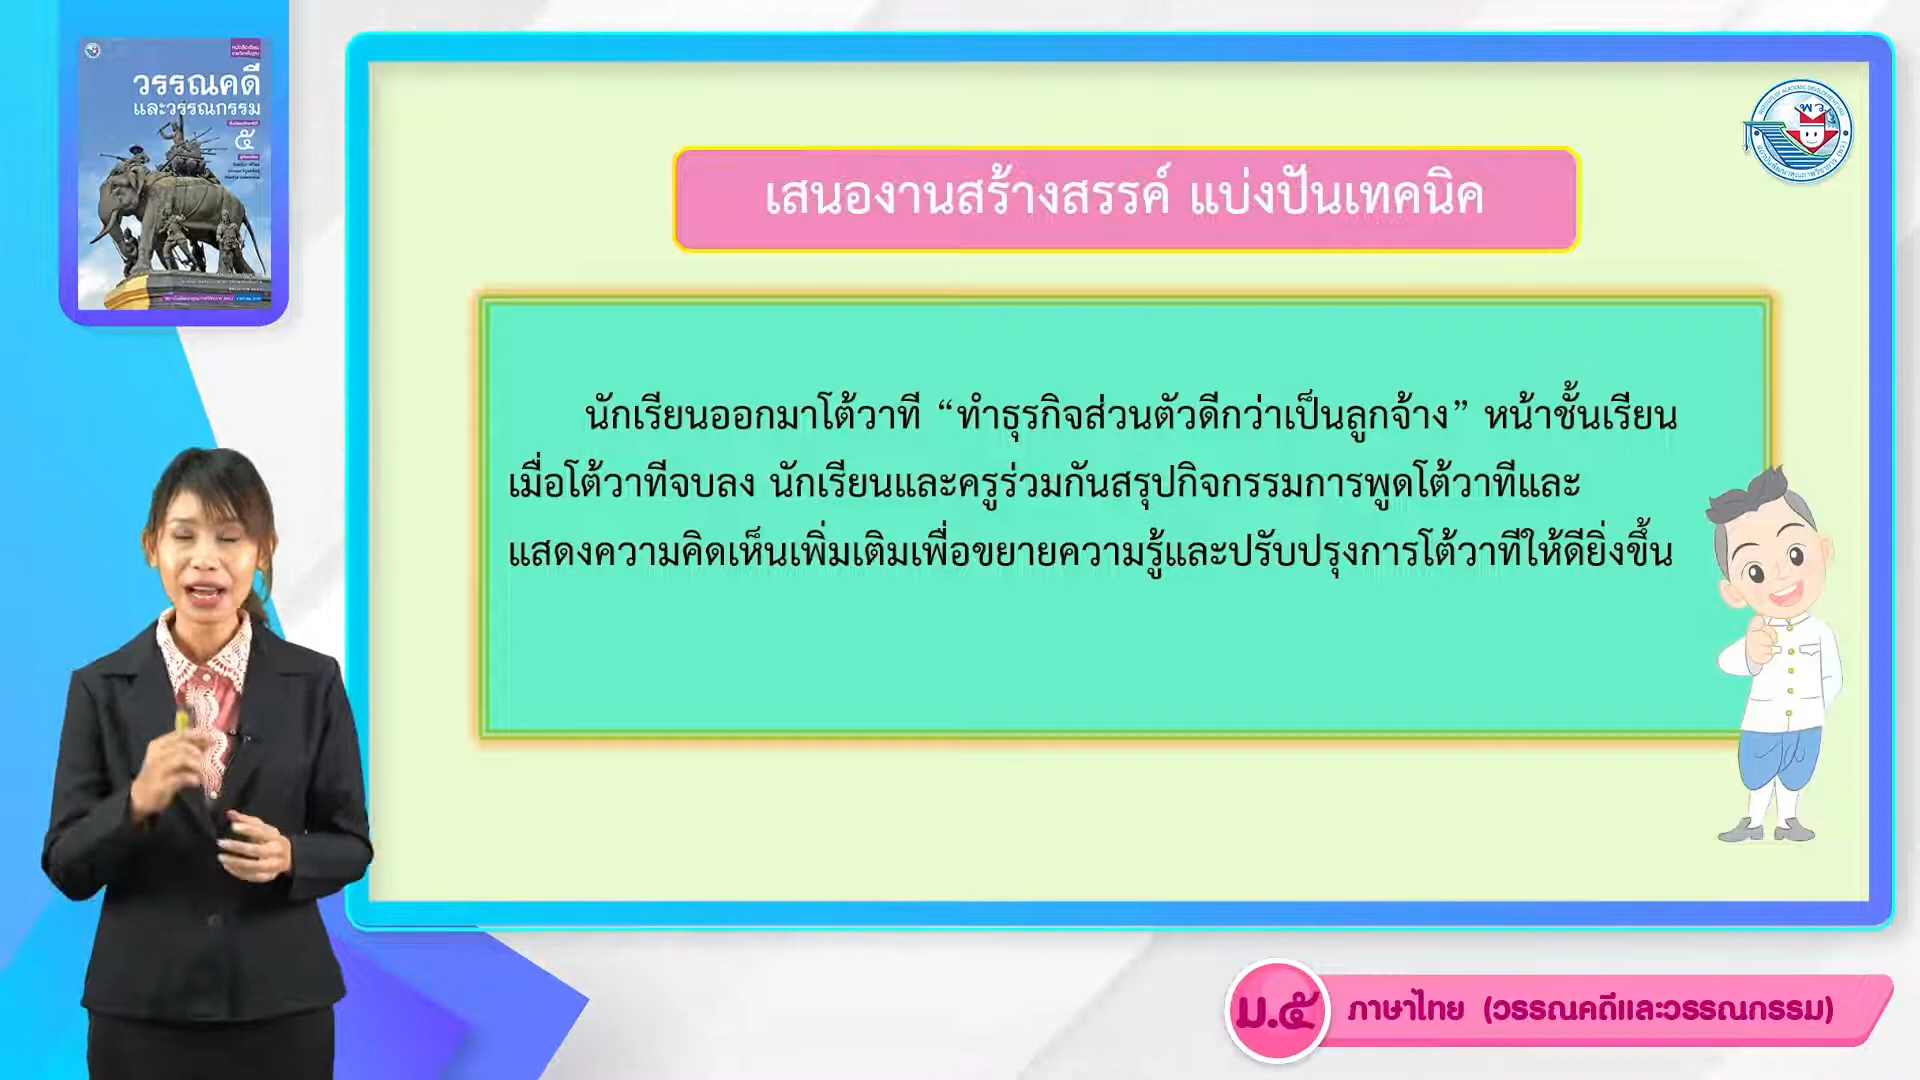 วรรณคดี
และวรรณกรรม
๕
เสนองานสร้างสรรค์ แบ่งปันเทคนิค
นักเรียนออกมาโต้วาที “ทำธุรกิจส่วนตัวดีกว่าเป็นลูกจ้าง” หน้าชั้นเรียน
เมื่อโต้วาทีจบลง นักเรียนและครูร่วมกันสรุปกิจกรรมการพูดโต้วาทีและ
แสดงความคิดเห็นเพิ่มเติมเพื่อขยายความรู้และปรับปรุงการโต้วาทีให้ดียิ่งขึ้น
ม.๕ ภาษาไทย (วรรณคดีและวรรณกรรม)